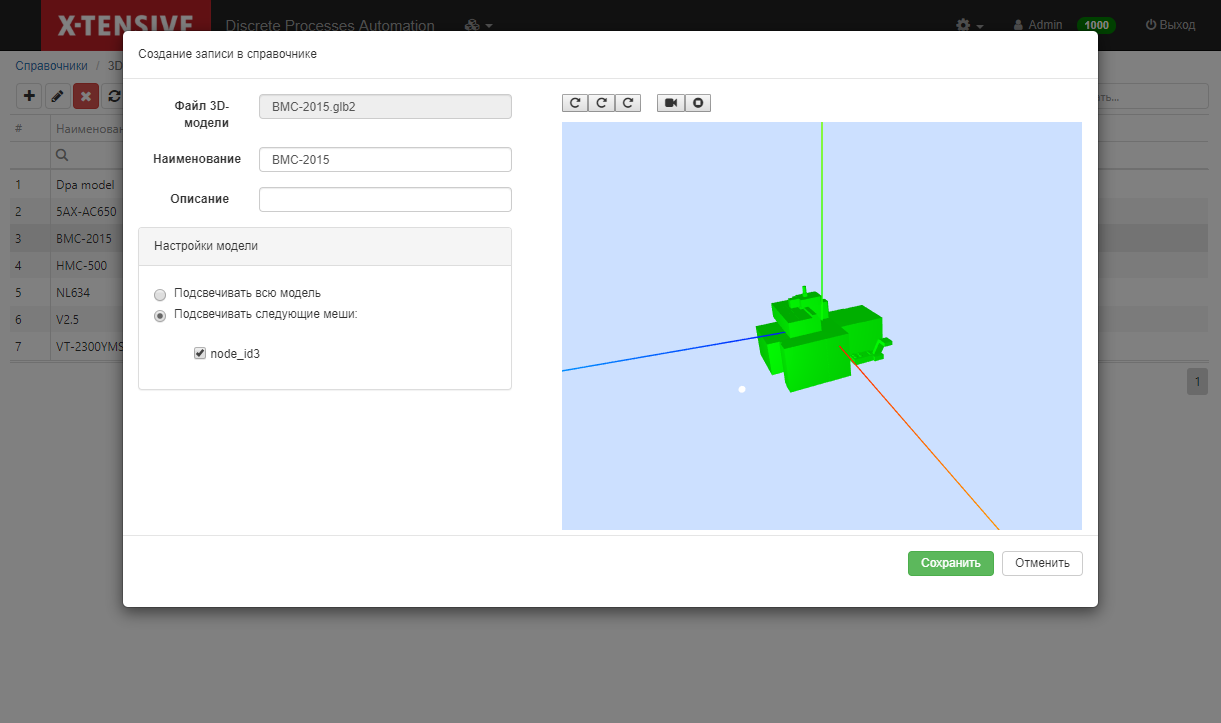 X-TENSIVE
Discrete Processes Automation
Admin
1000
Выход
Справочники / 3D
Создание записи в справочнике
Файл 3D-
модели
BMC-2015.glb2
Наименование
BMC-2015
Описание
Настройки модели
Подсвечивать всю модель
Подсвечивать следующие меши:
node_id3
# Наименован
1 Dpa model
2 5AX-AC650
3 BMC-2015
4 HMC-500
5 NL634
6 V2.5
7 VT-2300YMS
1
Сохранить
Отменить